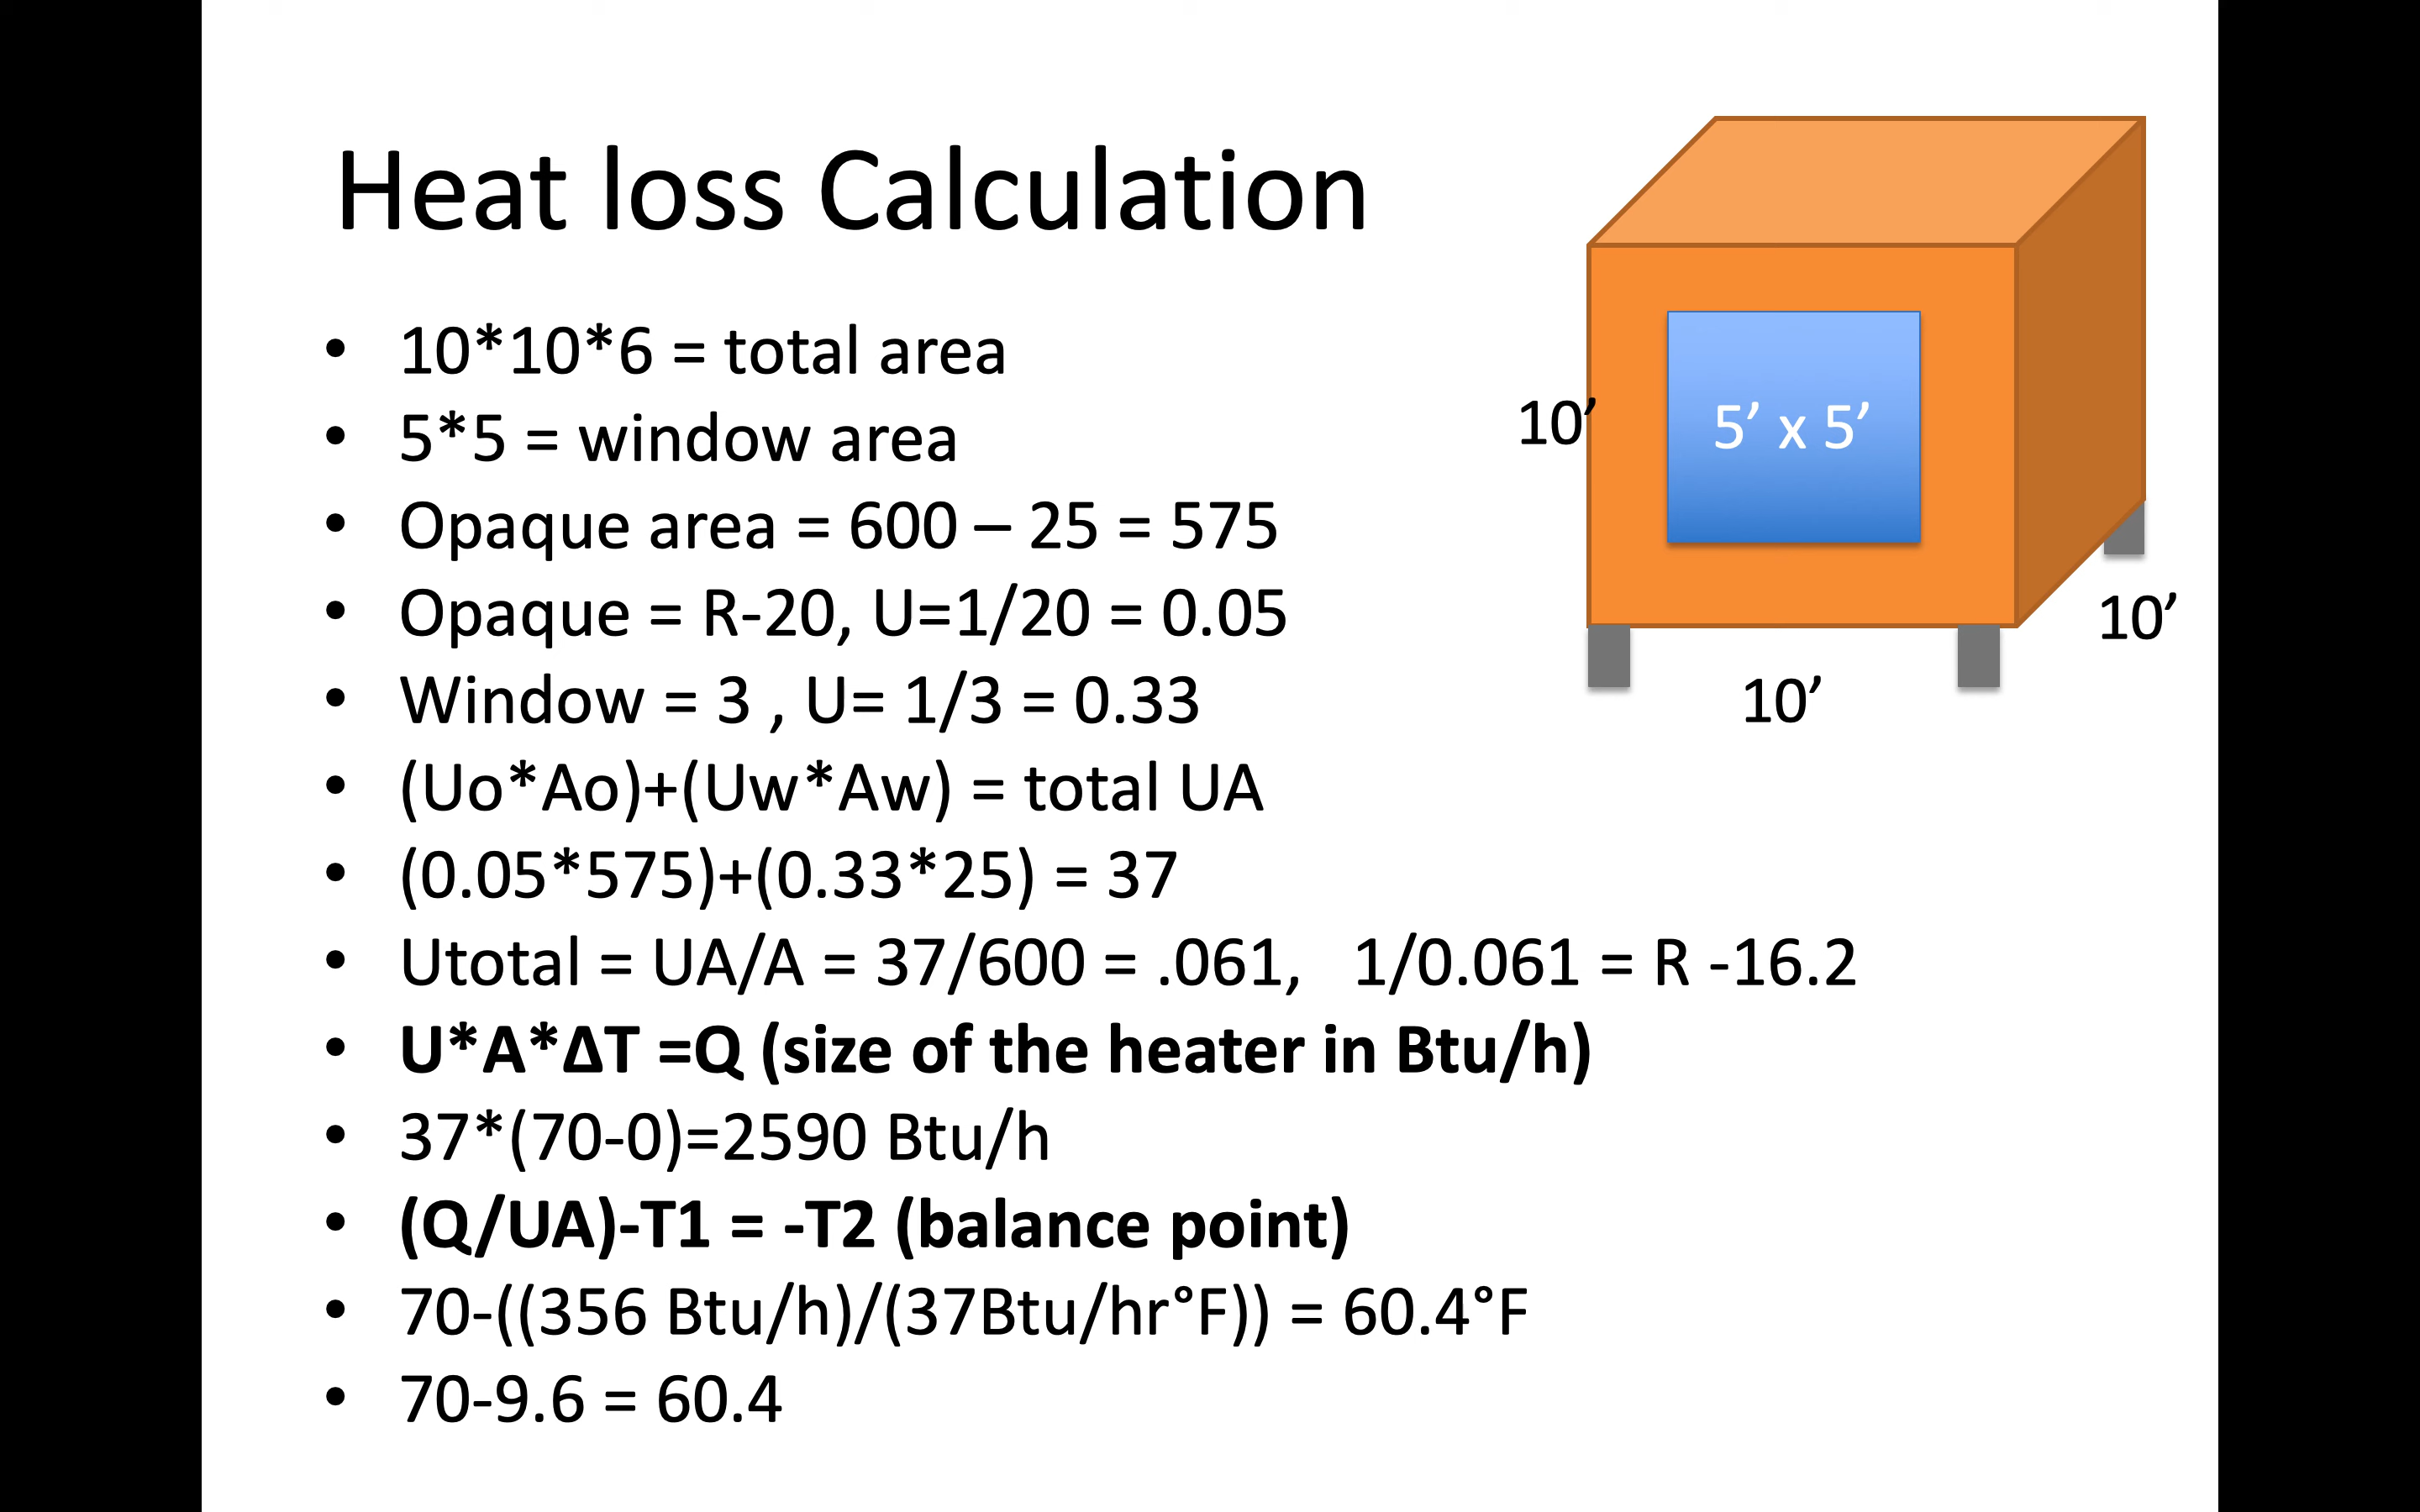 Heat loss Calculation
• 10*10*6 = total area
• 5*5 = window area
• Opaque area = 600 – 25 = 575
• Opaque = R-20, U=1/20 = 0.05
• Window = 3 , U= 1/3 = 0.33
• (Uo*Ao)+(Uw*Aw) = total UA
• (0.05*575)+(0.33*25) = 37
• Utotal = UA/A = 37/600 = .061, 1/0.061 = R -16.2
• U*A*ΔT =Q (size of the heater in Btu/h)
• 37*(70-0)=2590 Btu/h
• (Q/UA)-T1 = -T2 (balance point)
• 70-((356 Btu/h)/(37Btu/hr°F)) = 60.4°F
• 70-9.6 = 60.4
10’
5’ x 5’
10’
10’